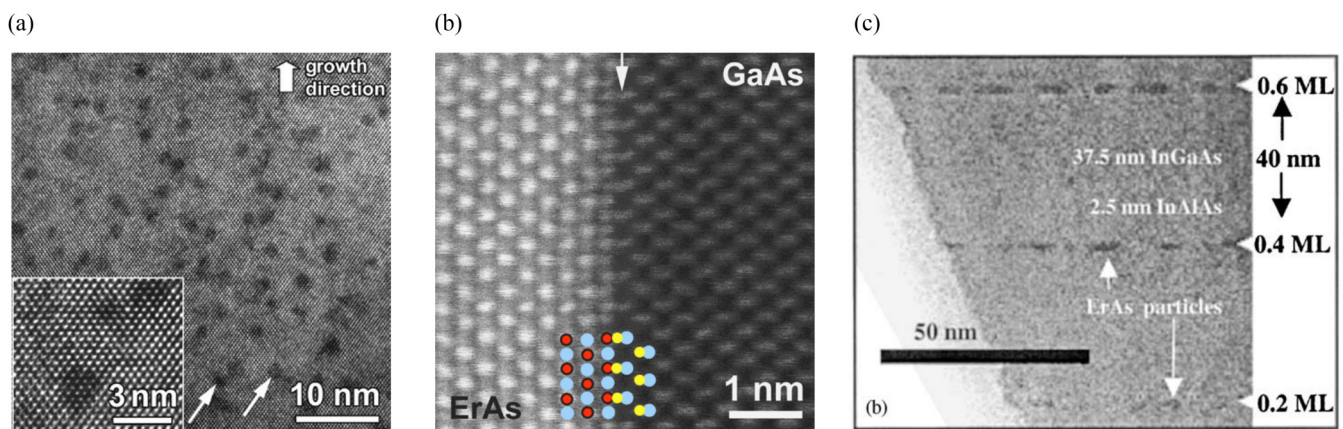 (a)
growth
direction
3 nm
10 nm
(b)
GaAs
ErAs
1 nm
(c)
0.6 ML
37.5 nm InGaAs
40 nm
2.5 nm InAlAs
0.4 ML
ErAs particles
50 nm
(b)
0.2 ML